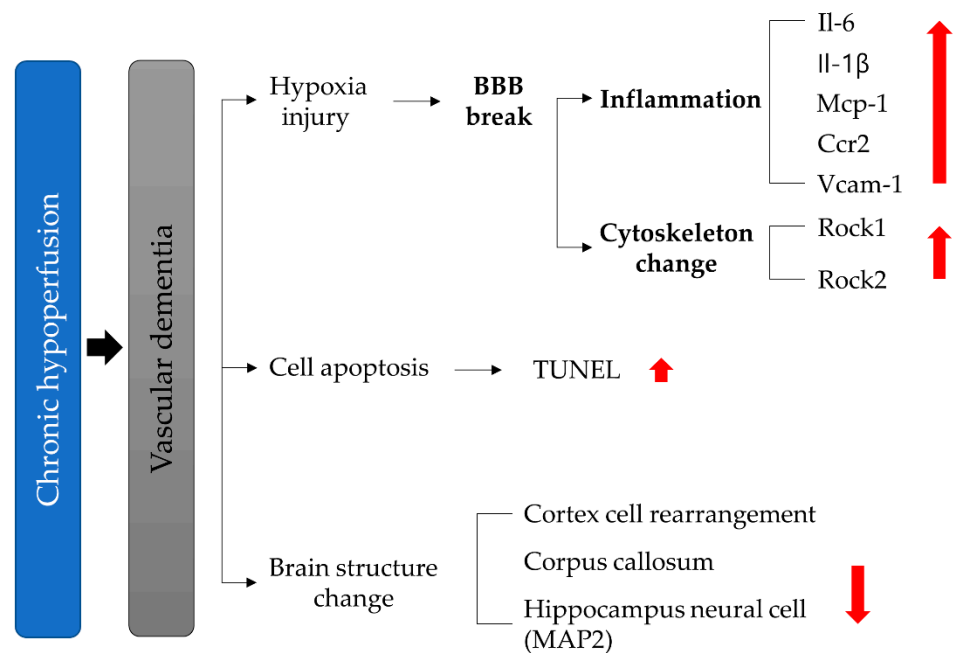 Chronic hypoperfusion
Vascular dementia
Hypoxia
injury
BBB
break
Inflammation
Il-6
Il-1β
Mcp-1
Ccr2
Vcam-1
Cytoskeleton
change
Rock1
Rock2
Cell apoptosis
TUNEL
Brain structure
change
Cortex cell rearrangement
Corpus callosum
Hippocampus neural cell
(MAP2)